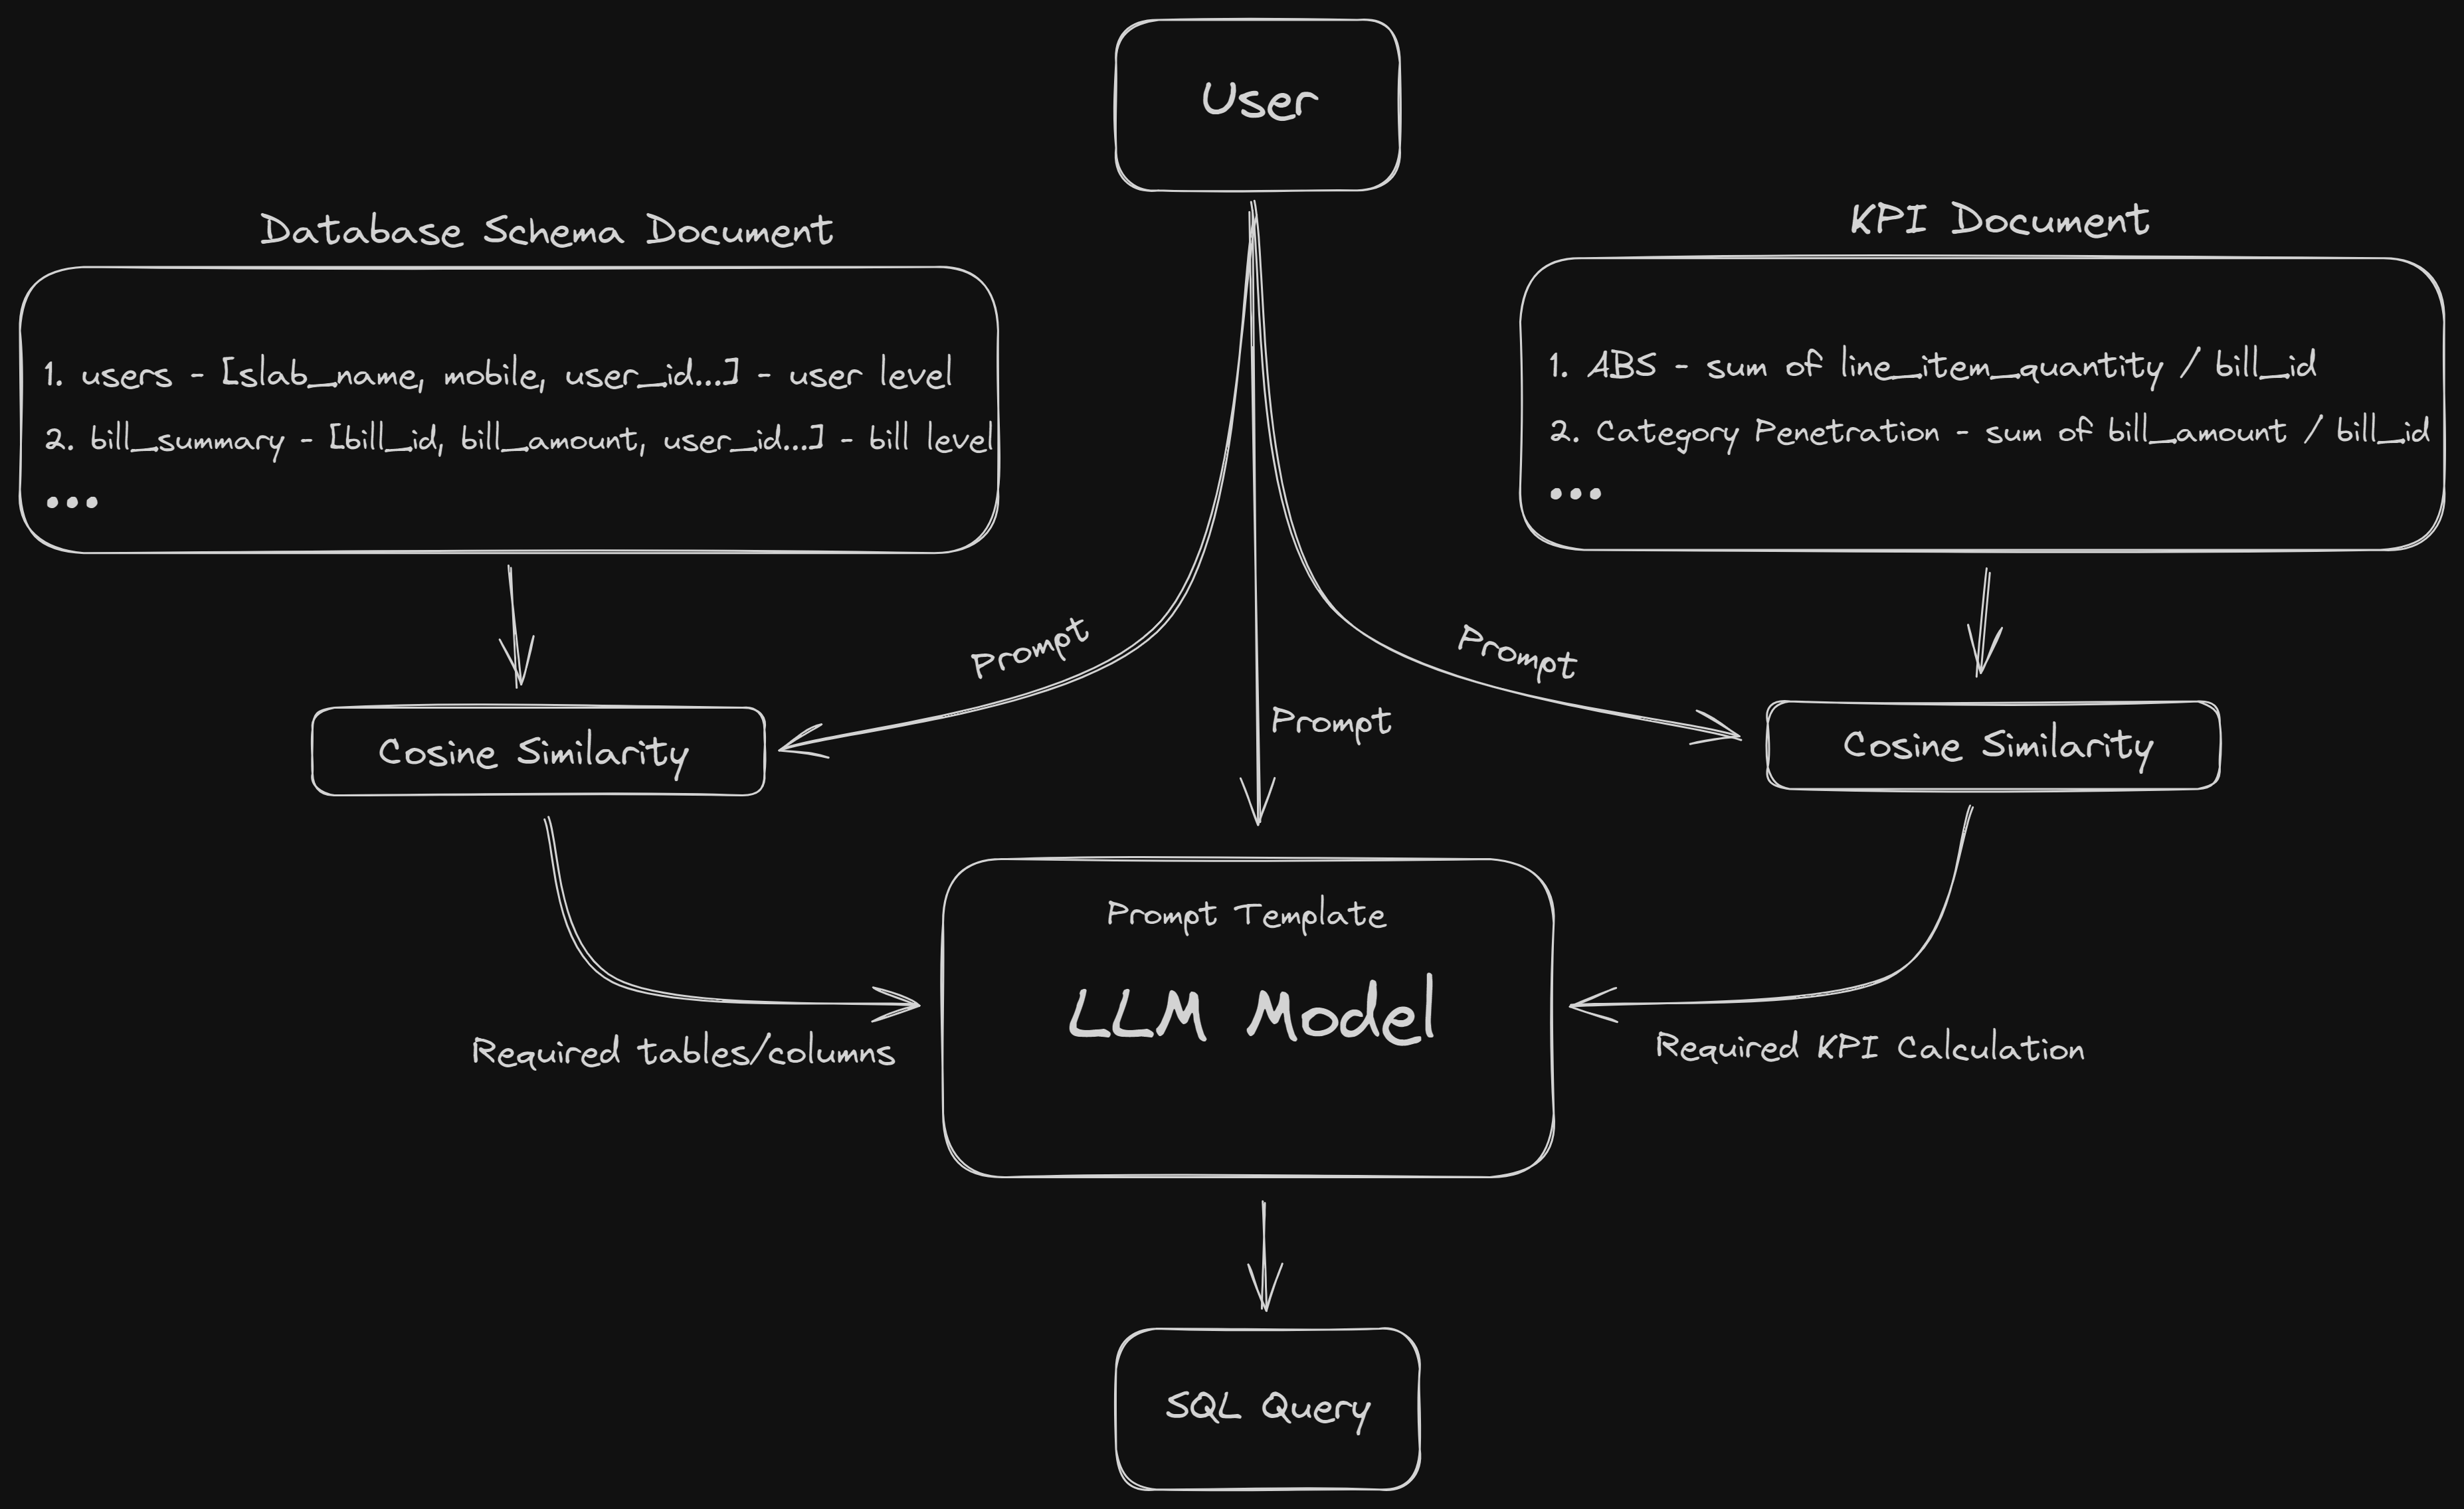 User
Database Schema Document
1. users - [slab_name, mobile, user_id...] - user level
2. bill_summary - [bill_id, bill_amount, user_id...] - bill level
...
KPI Document
1. ABS - sum of line_item_quantity / bill_id
2. Category Penetration - sum of bill_amount / bill_id
...
Prompt
Prompt
Prompt
Cosine Similarity
Cosine Similarity
Prompt Template
LLM Model
Required tables/columns
Required KPI Calculation
SQL Query